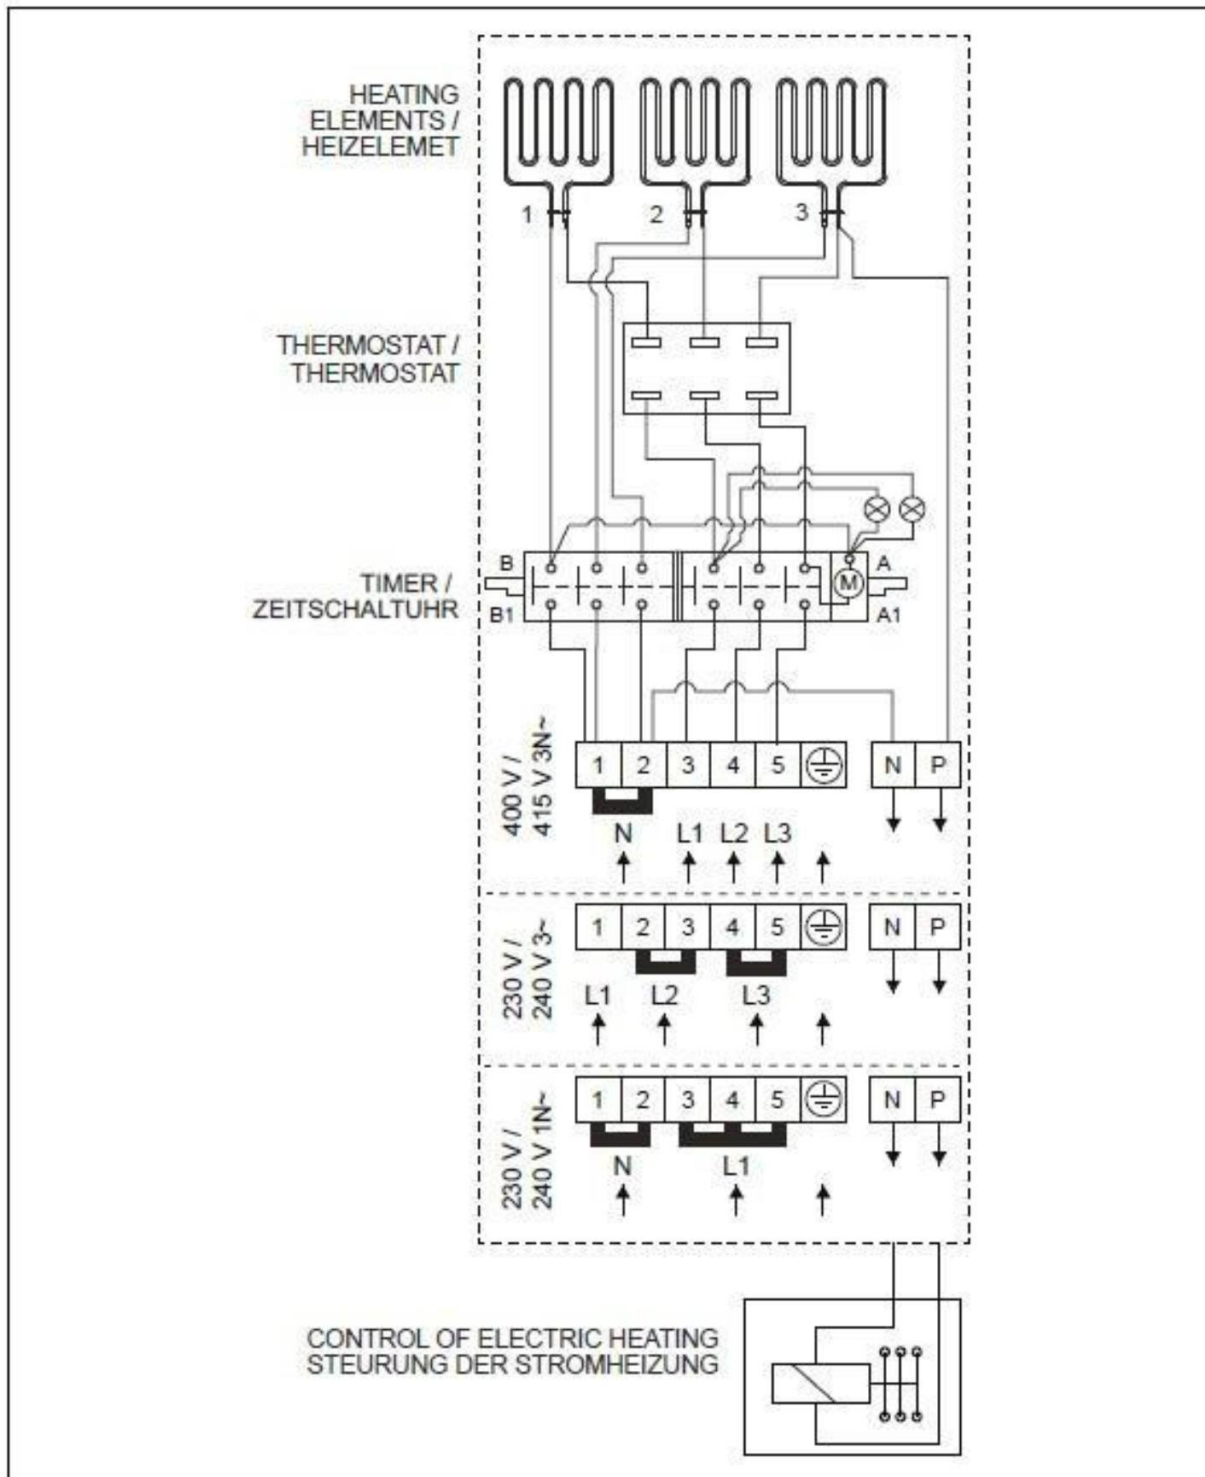 HEATING
ELEMENTS /
HEIZELEMET
1
2
3
THERMOSTAT /
THERMOSTAT
TIMER /
ZEITSCHALTUHR
B
A
M
B1
A1
400 V /
415 V 3N~
1 2 3 4 5 N P
N L1 L2 L3
230 V /
240 V 3~
1 2 3 4 5 N P
L1 L2 L3
230 V /
240 V 1N~
1 2 3 4 5 N P
N L1
CONTROL OF ELECTRIC HEATING
STEURUNG DER STROMHEIZUNG